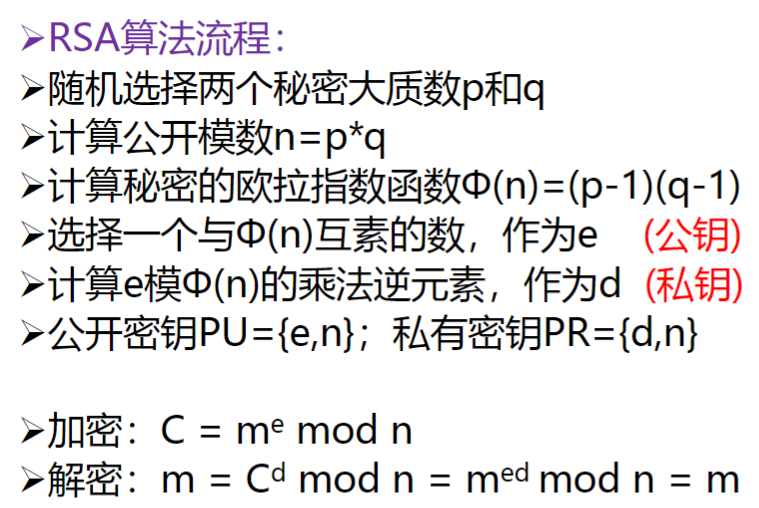 ➢RSA算法流程：
➢随机选择两个秘密大质数p和q
➢计算公开模数n=p*q
➢计算秘密的欧拉指数函数Φ(n)=(p-1)(q-1)
➢选择一个与Φ(n)互素的数，作为e (公钥)
➢计算e模Φ(n)的乘法逆元素，作为d (私钥)
➢公开密钥PU={e,n}；私有密钥PR={d,n}
➢加密：C = mᵉ mod n
➢解密：m = Cᵈ mod n = mᵉᵈ mod n = m